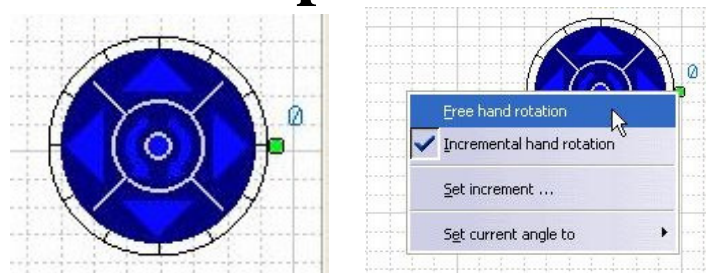 0
0
Free hand rotation
Incremental hand rotation
Set increment ...
Set current angle to